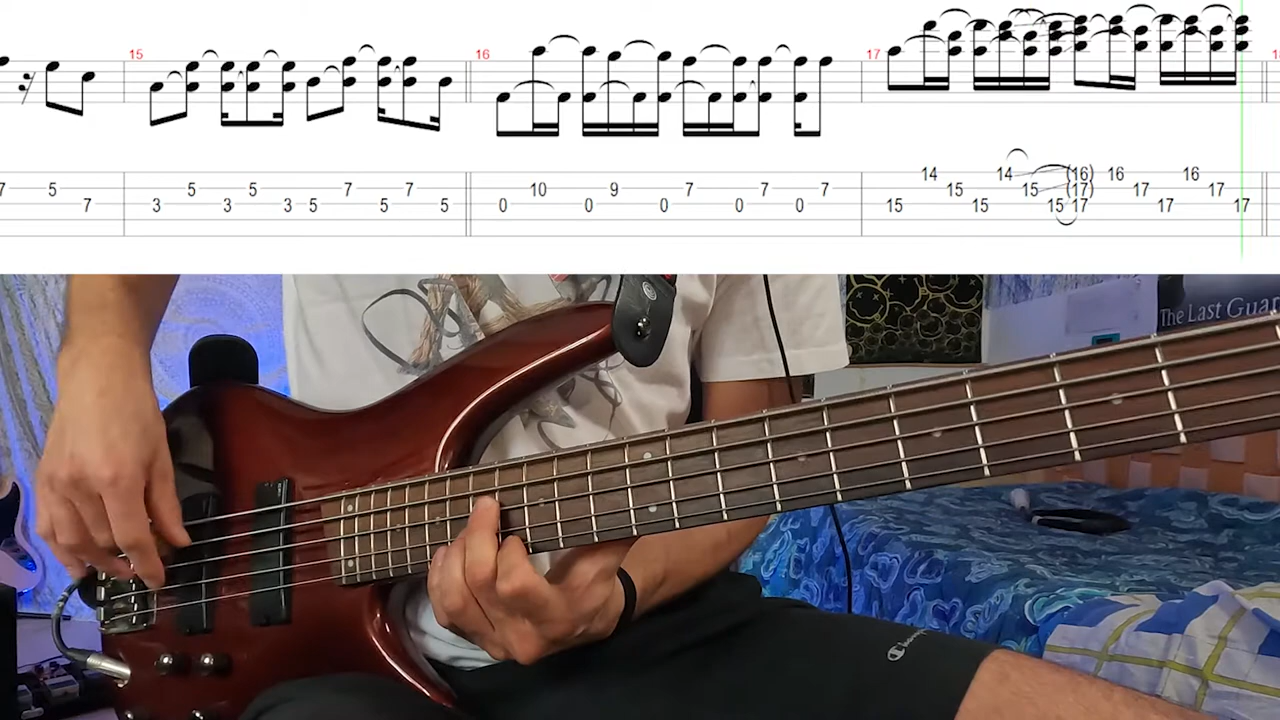 15 16 17
14 14 (16) 16 16
7 5 5 5 7 7 10 9 7 7 7 15 15 (17) 17 17
7 3 3 3 5 5 5 0 0 0 0 0 15 15 15 17 17 17
The Last
Champion